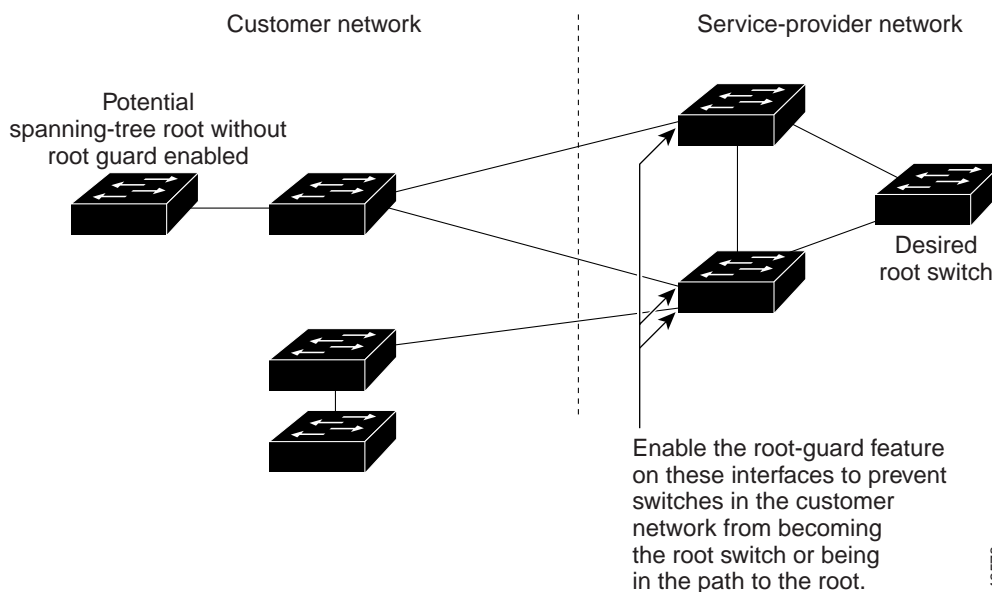 Customer network
Service-provider network
Potential
spanning-tree root without
root guard enabled
Desired
root switch
Enable the root-guard feature
on these interfaces to prevent
switches in the customer
network from becoming
the root switch or being
in the path to the root.